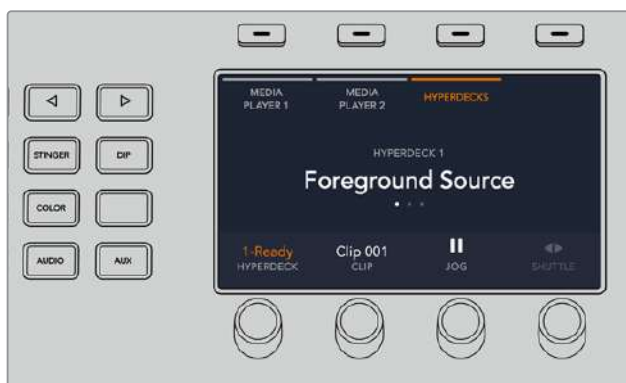 MEDIA
PLAYER 1
MEDIA
PLAYER 2
HYPERDECKS
STINGER
DIP
HYPERDECK 1
Foreground Source
COLOR
AUDIO
AUX
1-Ready
HYPERDECK
Clip 001
CLIP
JOG
SHUTTLE